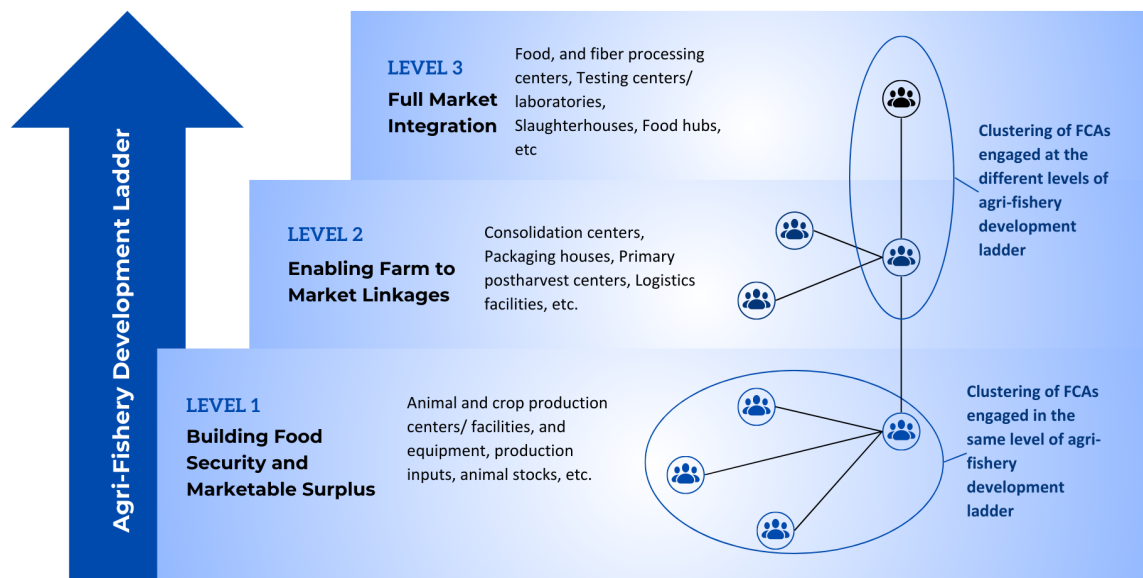 Agri-Fishery Development Ladder
LEVEL 3
Full Market
Integration
Food, and fiber processing
centers, Testing centers/
laboratories,
Slaughterhouses, Food hubs,
etc
Clustering of FCAs
engaged at the
different levels of
agri-fishery
development
ladder
LEVEL 2
Enabling Farm to
Market Linkages
Consolidation centers,
Packaging houses, Primary
postharvest centers, Logistics
facilities, etc.
LEVEL 1
Building Food
Security and
Marketable Surplus
Animal and crop production
centers/ facilities, and
equipment, production
inputs, animal stocks, etc.
Clustering of FCAs
engaged in the
same level of agri-
fishery
development
ladder